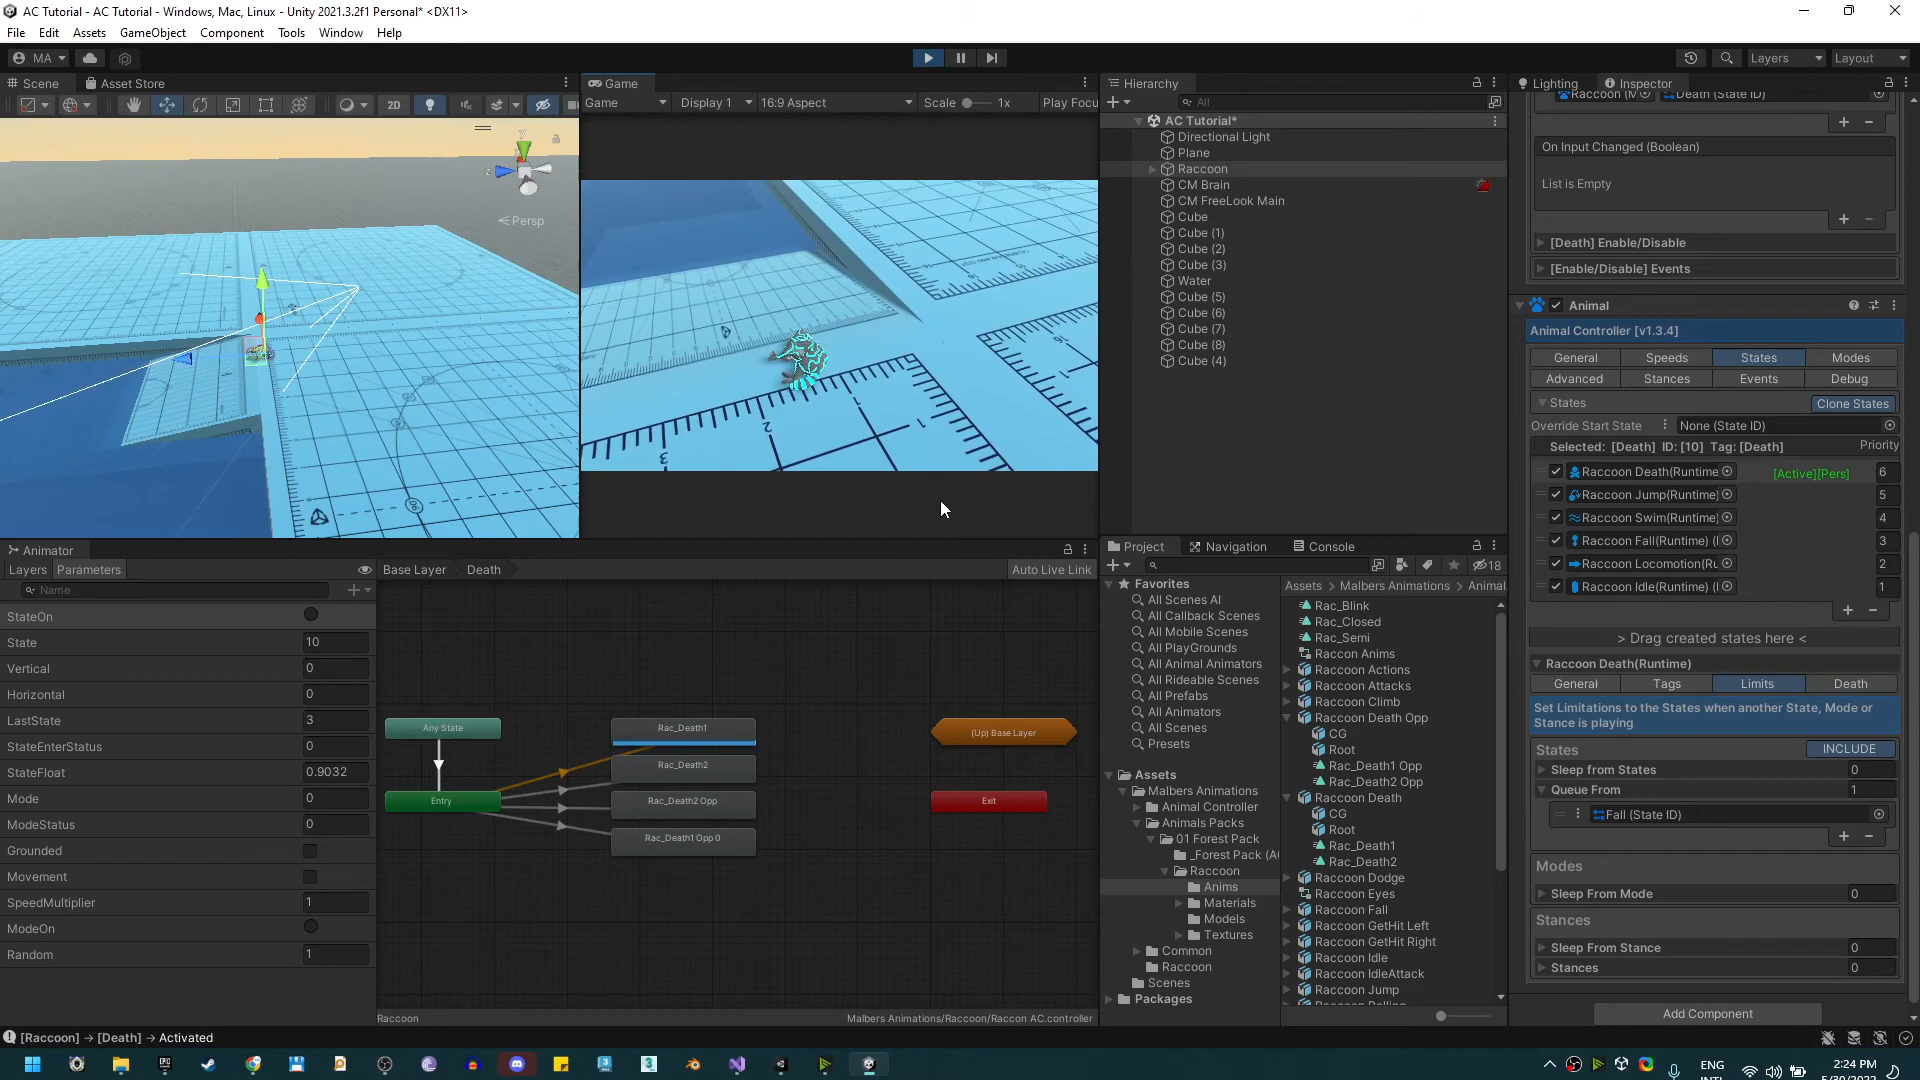 AC Tutorial - AC Tutorial - Windows, Mac, Linux - Unity 2021.3.2f1 Personal* <DX11>
File Edit Assets GameObject Component Tools Window Help
MA Layers Layout
Scene Asset Store
2D
z
y
Persp
Game
Game Display 1 16:9 Aspect Scale 1x Play Focu
Hierarchy
All
AC Tutorial*
Directional Light
Plane
Raccoon
CM Brain
CM FreeLook Main
Cube
Cube (1)
Cube (2)
Cube (3)
Water
Cube (5)
Cube (6)
Cube (7)
Cube (8)
Cube (4)
Lighting Inspector
Raccoon (M Death (State ID)
On Input Changed (Boolean)
List is Empty
[Death] Enable/Disable
[Enable/Disable] Events
Animal
Animal Controller [v1.3.4]
General Speeds States Modes
Advanced Stances Events Debug
States Clone States
Override Start State None (State ID)
Selected: [Death] ID: [10] Tag: [Death] Priority
Raccoon Death(Runtime [Active][Pers] 6
Raccoon Jump(Runtime) 5
Raccoon Swim(Runtime) 4
Raccoon Fall(Runtime) (I 3
Raccoon Locomotion(Ru 2
Raccoon Idle(Runtime) (I 1
> Drag created states here <
Raccoon Death(Runtime)
General Tags Limits Death
Set Limitations to the States when another State, Mode or
Stance is playing
States INCLUDE
Sleep from States 0
Queue From 1
Fall (State ID)
Modes
Sleep From Mode 0
Stances
Sleep From Stance 0
Stances 0
Add Component
Animator
Layers Parameters Base Layer Death Auto Live Link
Name
StateOn
State 10
Vertical 0
Horizontal 0
LastState 3
StateEnterStatus 0
StateFloat 0.9032
Mode 0
ModeStatus 0
Grounded
Movement
SpeedMultiplier 1
ModeOn
Random 1
Any State
Entry
Rac_Death1
Rac_Death2
Rac_Death2 Opp
Rac_Death1 Opp 0
(Up) Base Layer
Exit
Raccoon Malbers Animations/Raccoon/Raccon AC.controller
Project Navigation Console
18
Favorites
All Scenes AI
All Callback Scenes
All Mobile Scenes
All PlayGrounds
All Animal Animators
All Rideable Scenes
All Prefabs
All Animators
All Scenes
Presets
Assets
Malbers Animations
Animal Controller
Animals Packs
01 Forest Pack
_Forest Pack (A
Raccoon
Anims
Materials
Models
Textures
Common
Raccoon
Scenes
Packages
Assets > Malbers Animations > Animal
Rac_Blink
Rac_Closed
Rac_Semi
Raccon Anims
Raccoon Actions
Raccoon Attacks
Raccoon Climb
Raccoon Death Opp
CG
Root
Rac_Death1 Opp
Rac_Death2 Opp
Raccoon Death
CG
Root
Rac_Death1
Rac_Death2
Raccoon Dodge
Raccoon Eyes
Raccoon Fall
Raccoon GetHit Left
Raccoon GetHit Right
Raccoon Idle
Raccoon IdleAttack
Raccoon Jump
[Raccoon] → [Death] → Activated
ENG 2:24 PM